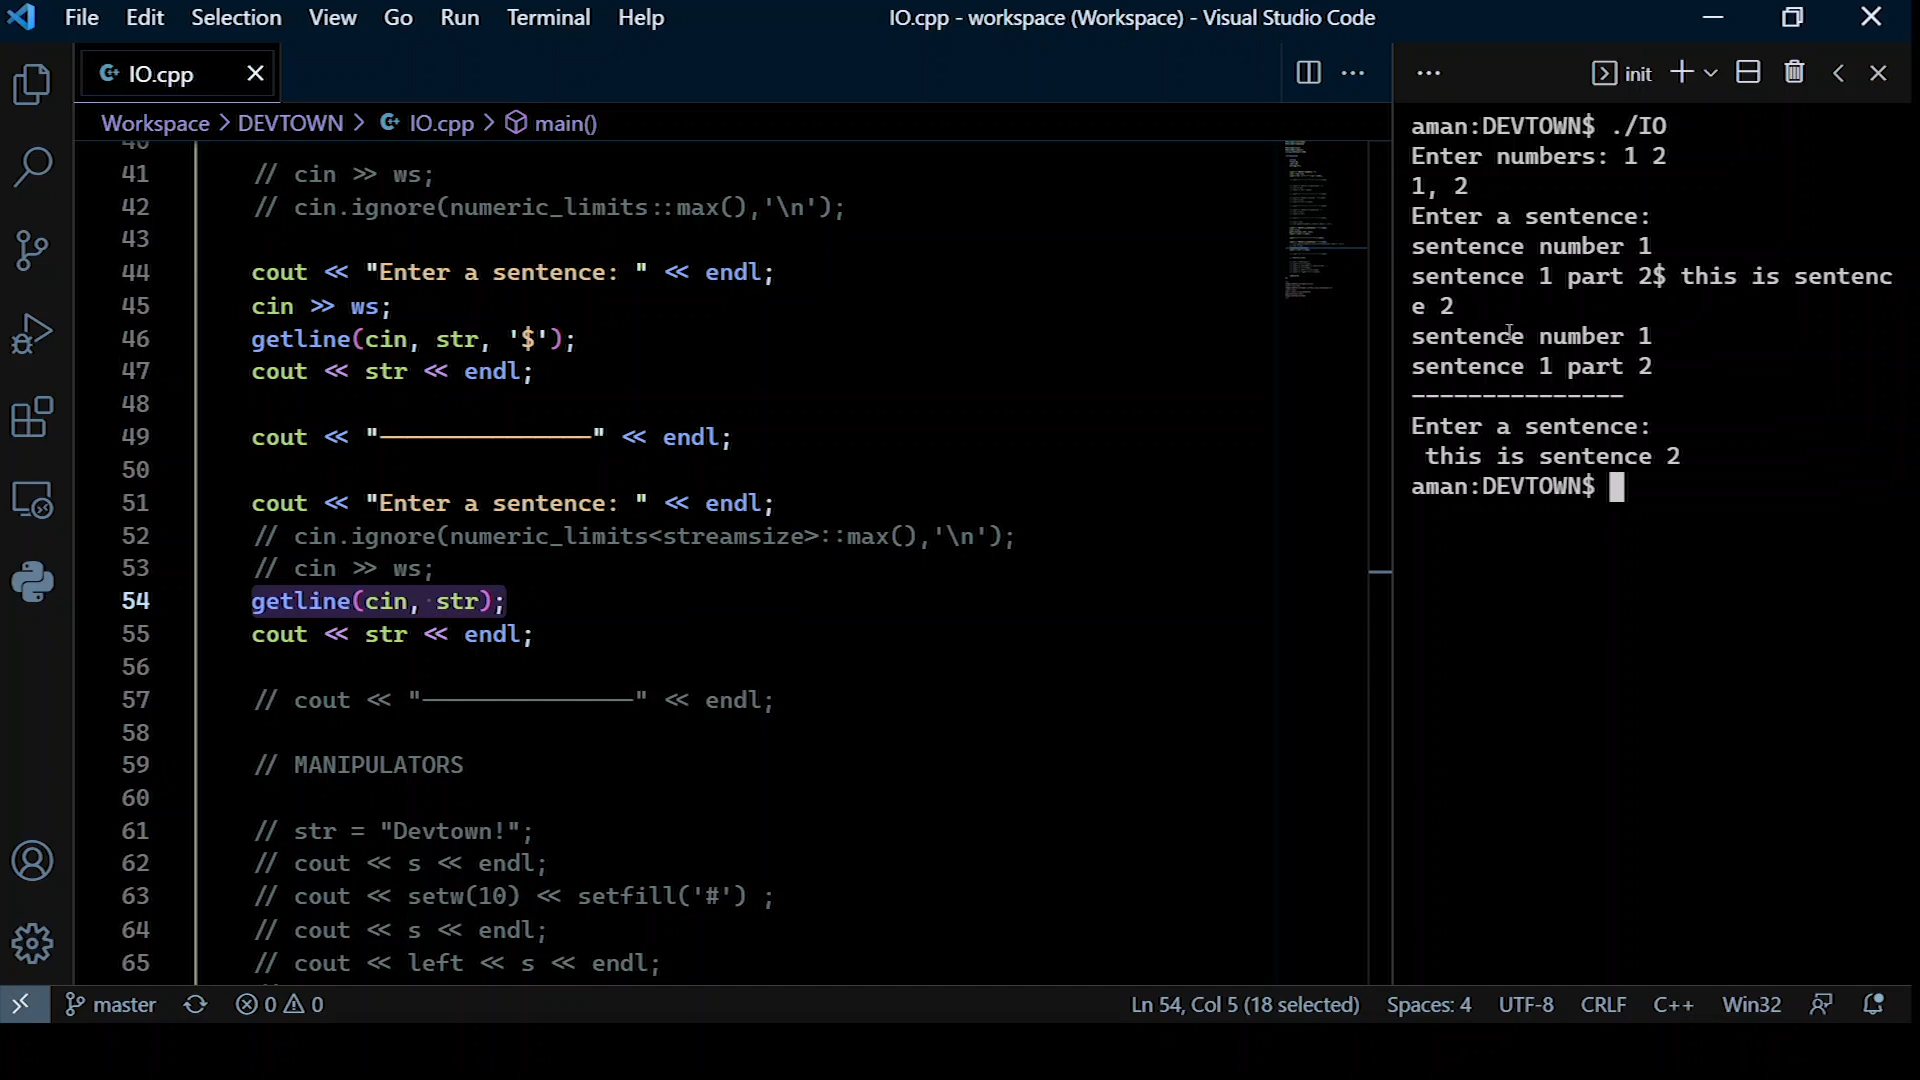 File Edit Selection View Go Run Terminal Help
IO.cpp - workspace (Workspace) - Visual Studio Code
IO.cpp
init
Workspace > DEVTOWN > IO.cpp > main()
40
41 // cin >> ws;
42 // cin.ignore(numeric_limits::max(),'\n');
43
44 cout << "Enter a sentence: " << endl;
45 cin >> ws;
46 getline(cin, str, '$');
47 cout << str << endl;
48
49 cout << "---------------" << endl;
50
51 cout << "Enter a sentence: " << endl;
52 // cin.ignore(numeric_limits<streamsize>::max(),'\n');
53 // cin >> ws;
54 getline(cin, str);
55 cout << str << endl;
56
57 // cout << "---------------" << endl;
58
59 // MANIPULATORS
60
61 // str = "Devtown!";
62 // cout << s << endl;
63 // cout << setw(10) << setfill('#') ;
64 // cout << s << endl;
65 // cout << left << s << endl;
aman:DEVTOWN$ ./IO
Enter numbers: 1 2
1, 2
Enter a sentence:
sentence number 1
sentence 1 part 2$ this is sentenc
e 2
sentence number 1
sentence 1 part 2
---------------
Enter a sentence:
 this is sentence 2
aman:DEVTOWN$
master 0 0 Ln 54, Col 5 (18 selected) Spaces: 4 UTF-8 CRLF C++ Win32